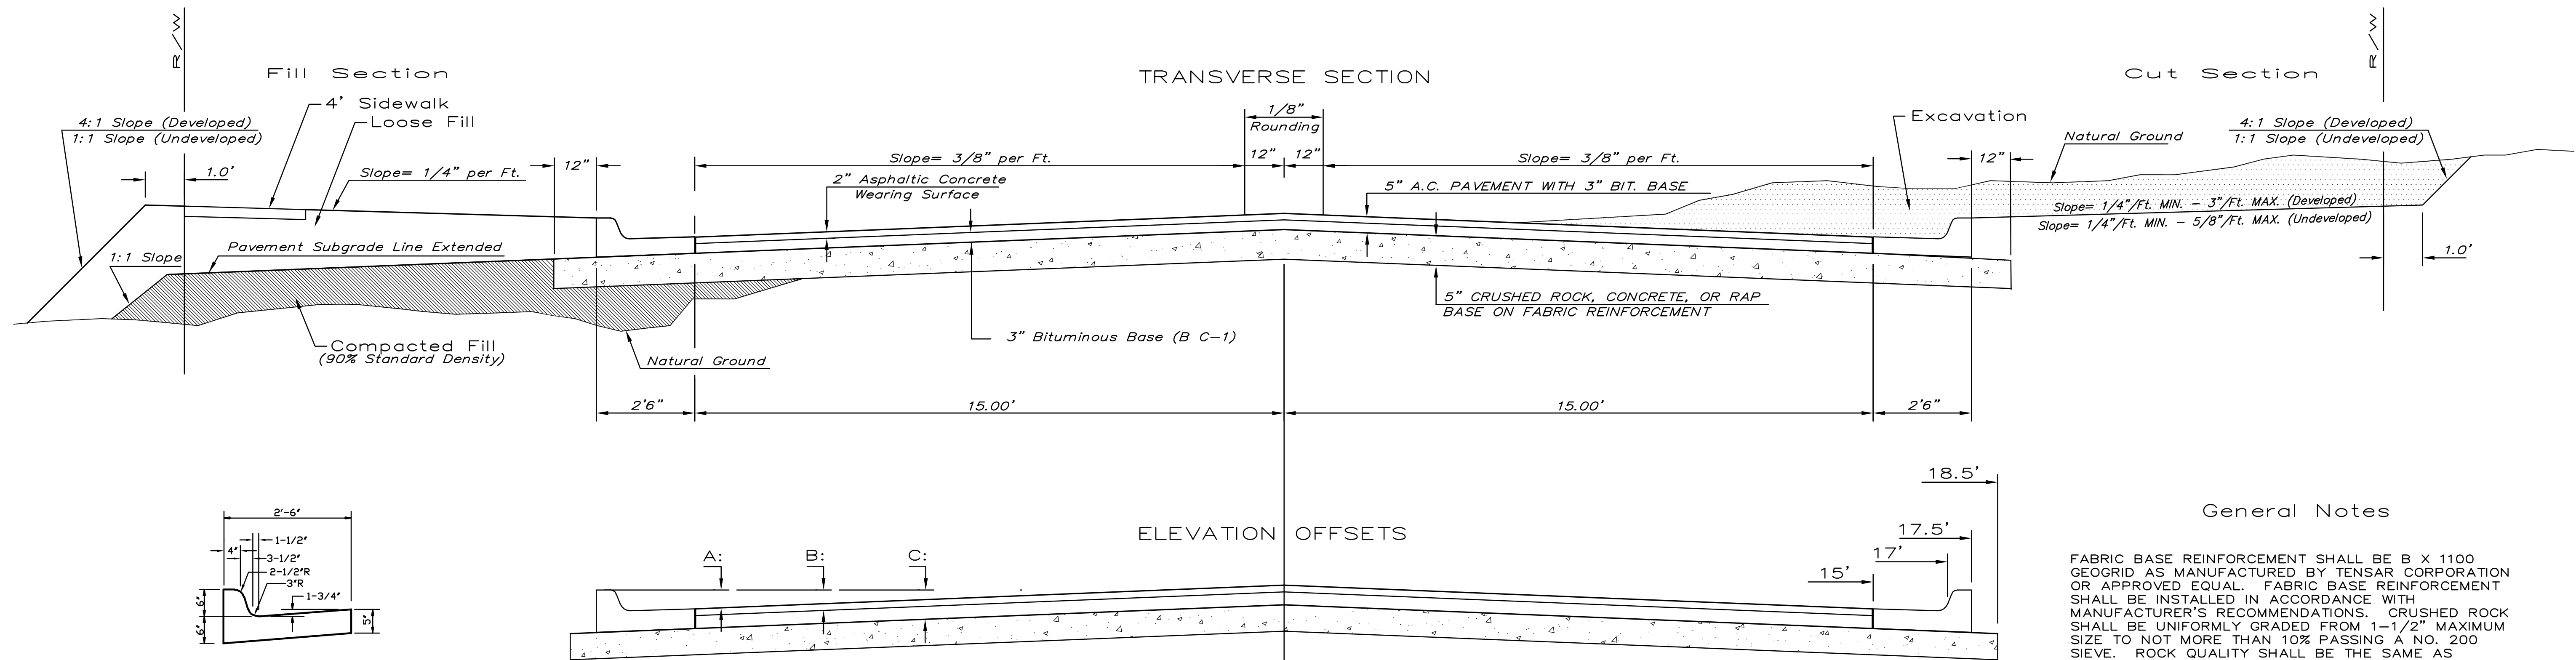 R/W
Fill Section
4' Sidewalk
Loose Fill
4:1 Slope (Developed)
1:1 Slope (Undeveloped)
1.0'
Slope= 1/4" per Ft.
12"
Pavement Subgrade Line Extended
1:1 Slope
Compacted Fill
(90% Standard Density)
Natural Ground
TRANSVERSE SECTION
1/8"
Rounding
12"
12"
Slope= 3/8" per Ft.
Slope= 3/8" per Ft.
2" Asphaltic Concrete
Wearing Surface
5" A.C. PAVEMENT WITH 3" BIT. BASE
5" CRUSHED ROCK, CONCRETE, OR RAP
BASE ON FABRIC REINFORCEMENT
3" Bituminous Base (B C-1)
2'6"
15.00'
15.00'
2'6"
Cut Section
R/W
Excavation
Natural Ground
4:1 Slope (Developed)
1:1 Slope (Undeveloped)
12"
Slope= 1/4"/Ft. MIN. - 3"/Ft. MAX. (Developed)
Slope= 1/4"/Ft. MIN. - 5/8"/Ft. MAX. (Undeveloped)
1.0'
2'-6"
1-1/2"
4"
3-1/2"
2-1/2"R
3"R
1-3/4"
6"
6"
5"
ELEVATION OFFSETS
A:
B:
C:
18.5'
17.5'
17'
15'
General Notes
FABRIC BASE REINFORCEMENT SHALL BE B X 1100
GEOGRID AS MANUFACTURED BY TENSAR CORPORATION
OR APPROVED EQUAL. FABRIC BASE REINFORCEMENT
SHALL BE INSTALLED IN ACCORDANCE WITH
MANUFACTURER'S RECOMMENDATIONS. CRUSHED ROCK
SHALL BE UNIFORMLY GRADED FROM 1-1/2" MAXIMUM
SIZE TO NOT MORE THAN 10% PASSING A NO. 200
SIEVE. ROCK QUALITY SHALL BE THE SAME AS